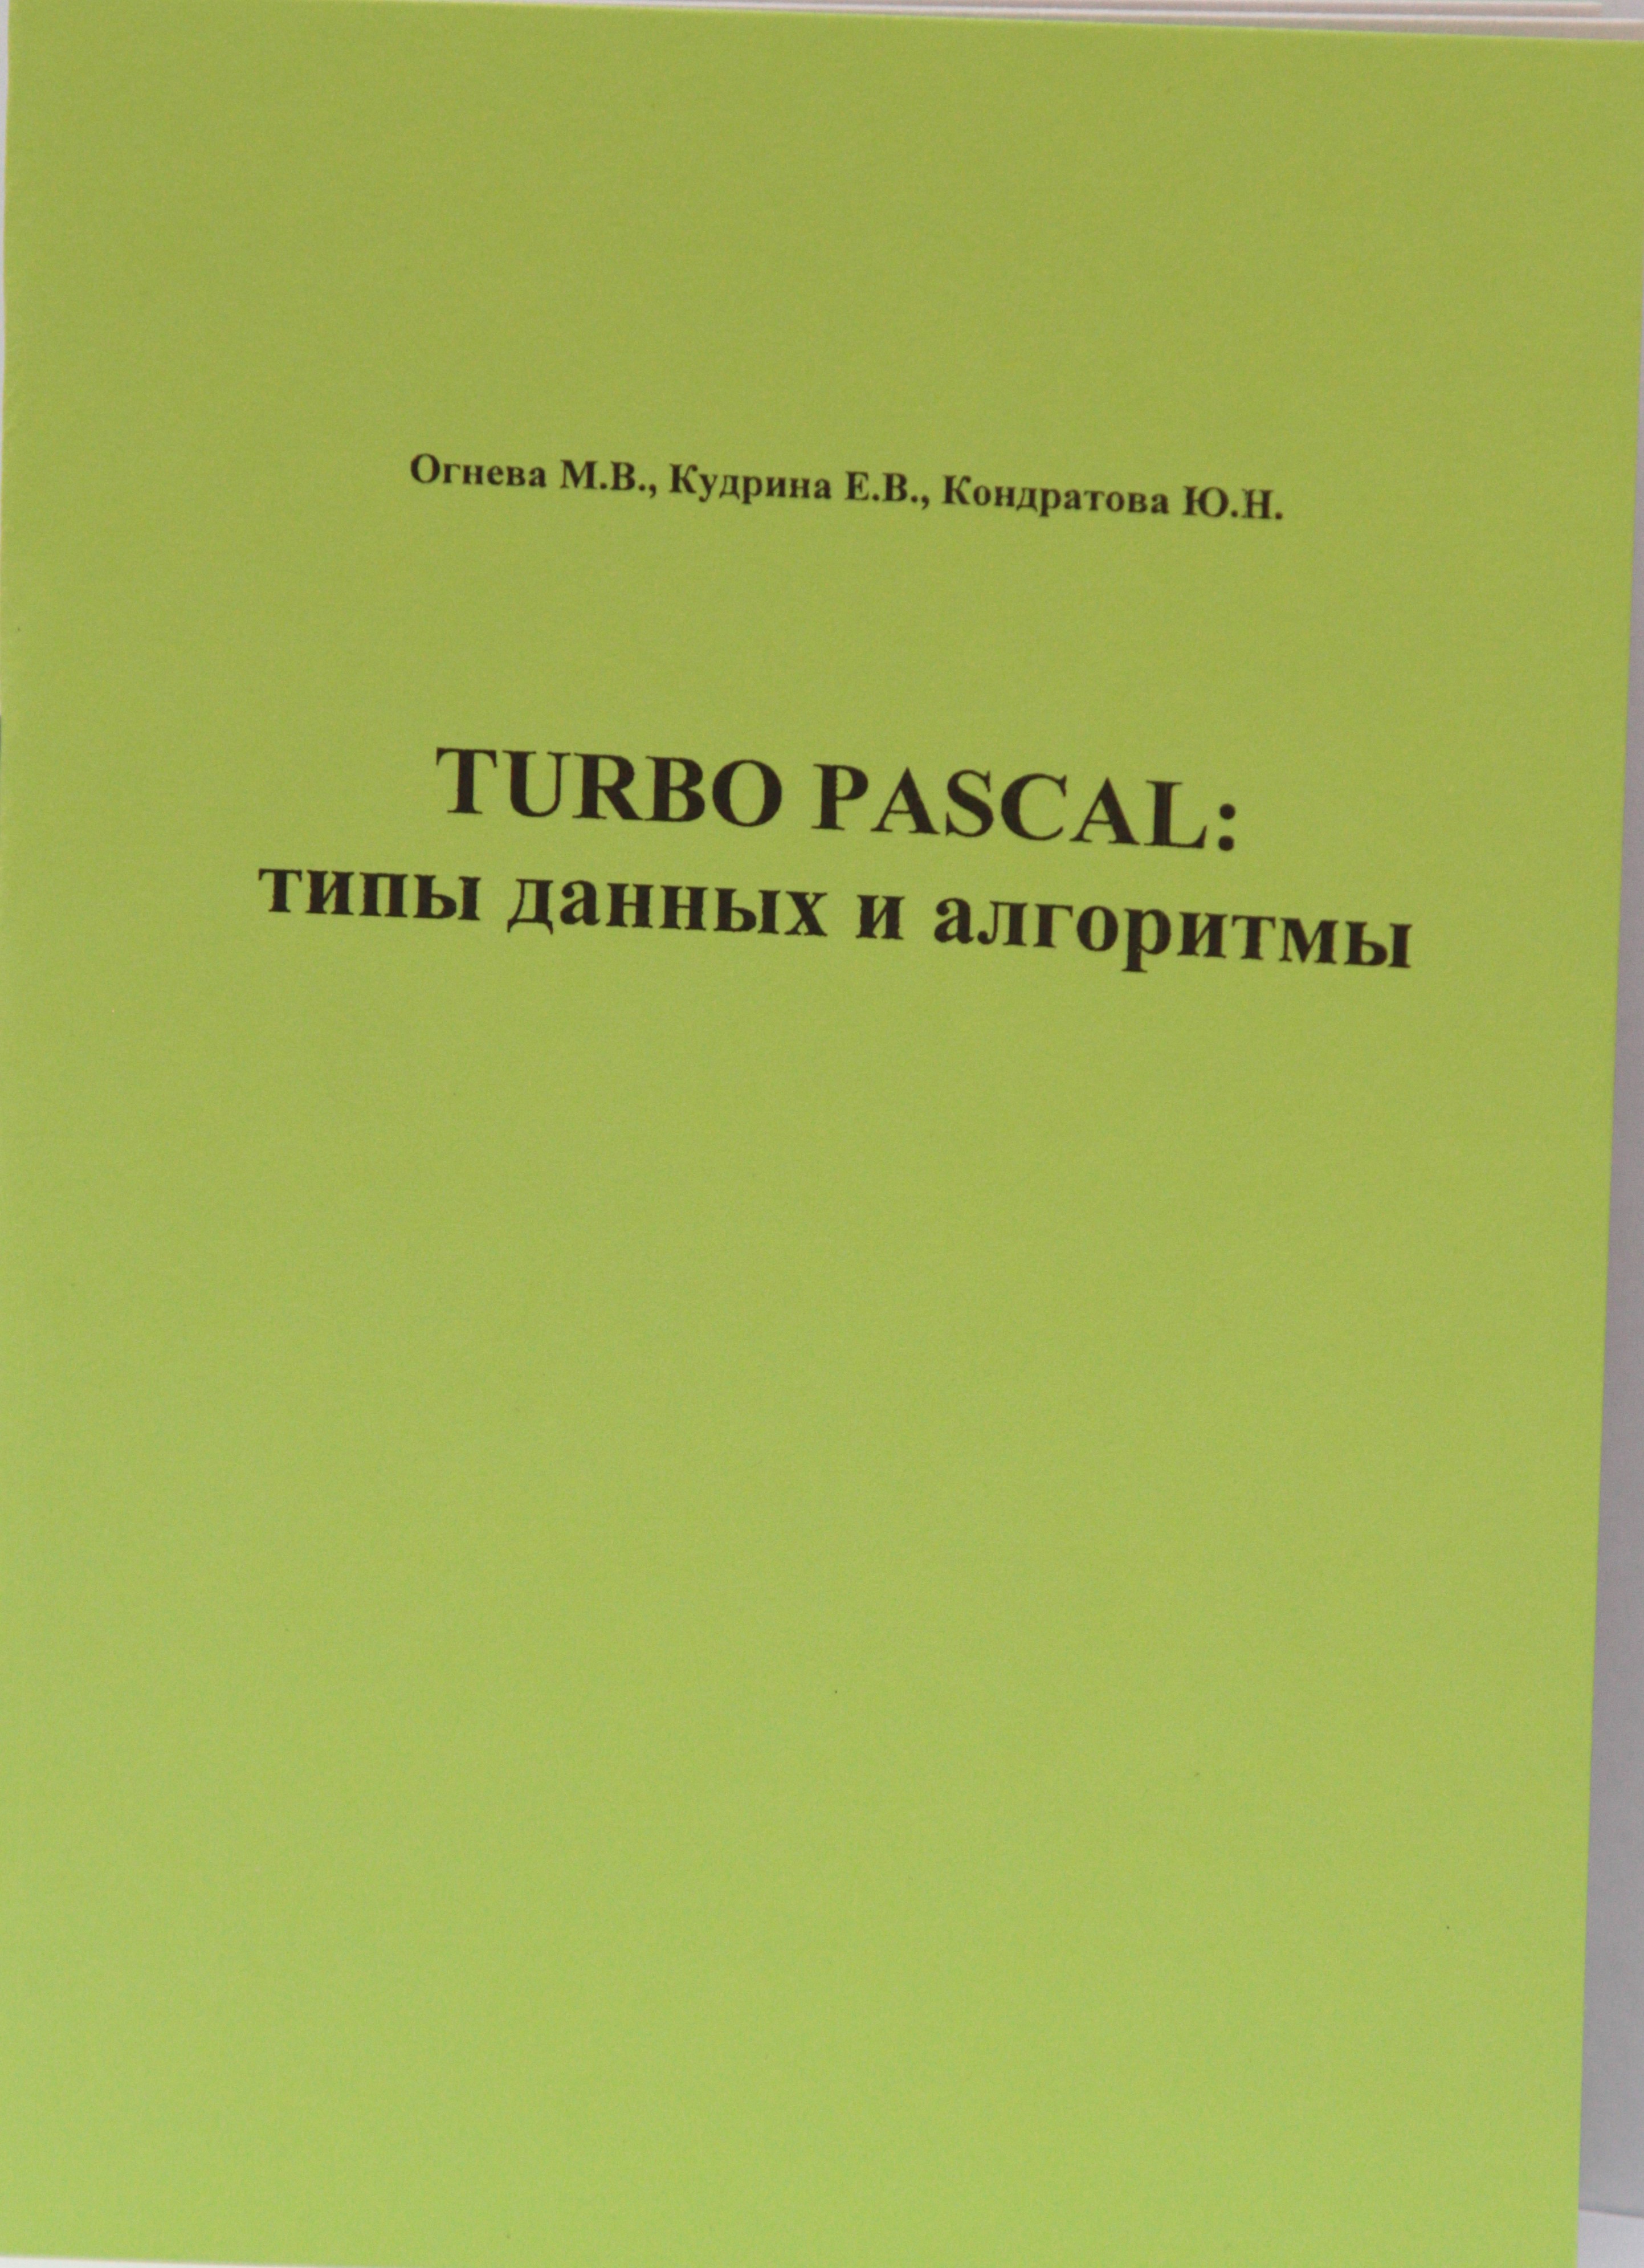 Огнева М.В., Кудрина Е.В., Кондратова Ю.Н.
TURBO PASCAL:
типы данных и алгоритмы